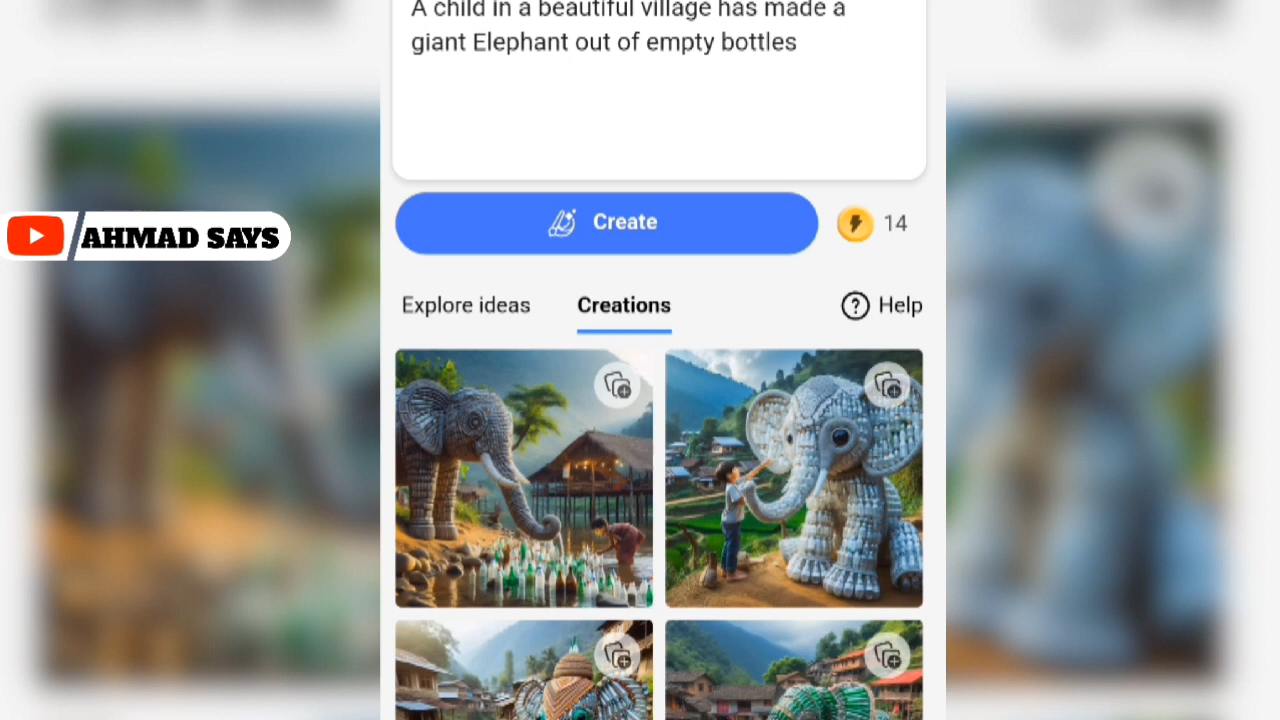 A child in a beautiful village has made a
giant Elephant out of empty bottles
Create
14
AHMAD SAYS
Explore ideas
Creations
Help